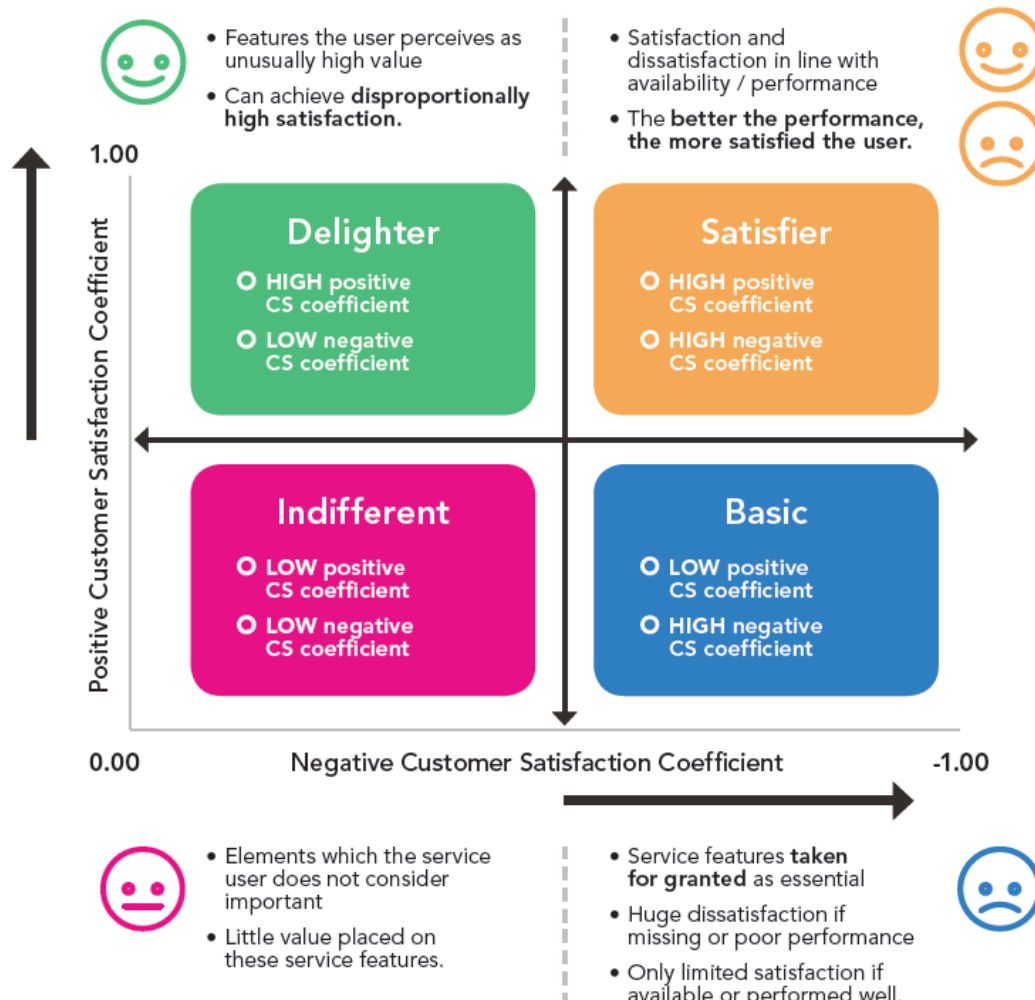 • Features the user perceives as
unusually high value
• Can achieve disproportionally
high satisfaction.
• Satisfaction and
dissatisfaction in line with
availability / performance
• The better the performance,
the more satisfied the user.
1.00
Positive Customer Satisfaction Coefficient
Delighter
HIGH positive
CS coefficient
LOW negative
CS coefficient
Satisfier
HIGH positive
CS coefficient
HIGH negative
CS coefficient
Indifferent
LOW positive
CS coefficient
LOW negative
CS coefficient
Basic
LOW positive
CS coefficient
HIGH negative
CS coefficient
0.00
Negative Customer Satisfaction Coefficient
-1.00
• Elements which the service
user does not consider
important
• Little value placed on
these service features.
• Service features taken
for granted as essential
• Huge dissatisfaction if
missing or poor performance
• Only limited satisfaction if
available or performed well.